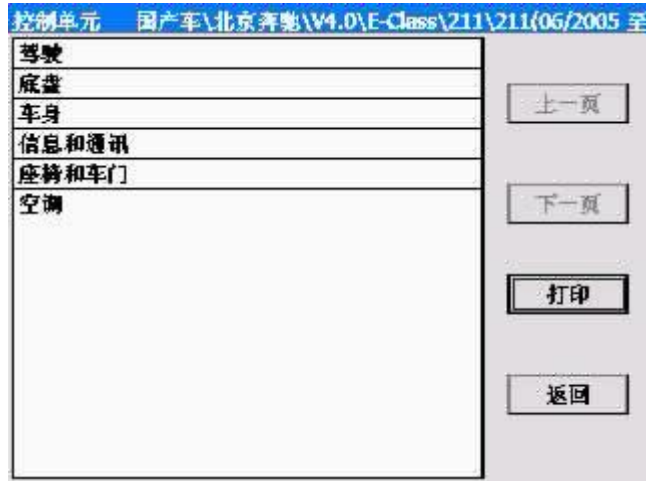 控制单元 国产车\北京奔驰\V4.0\E-Class\211\211(06/2005 至
驾驶
底盘
车身
信息和通讯
座椅和车门
空调
上一页
下一页
打印
返回